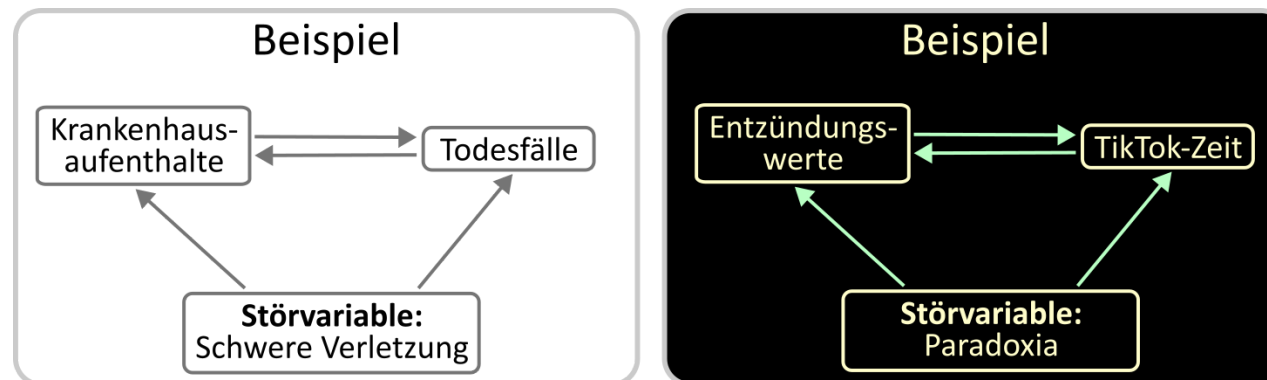 Beispiel
Krankenhaus-
aufenthalte
Todesfälle
Störvariable:
Schwere Verletzung
Beispiel
Entzündungs-
werte
TikTok-Zeit
Störvariable:
Paradoxia